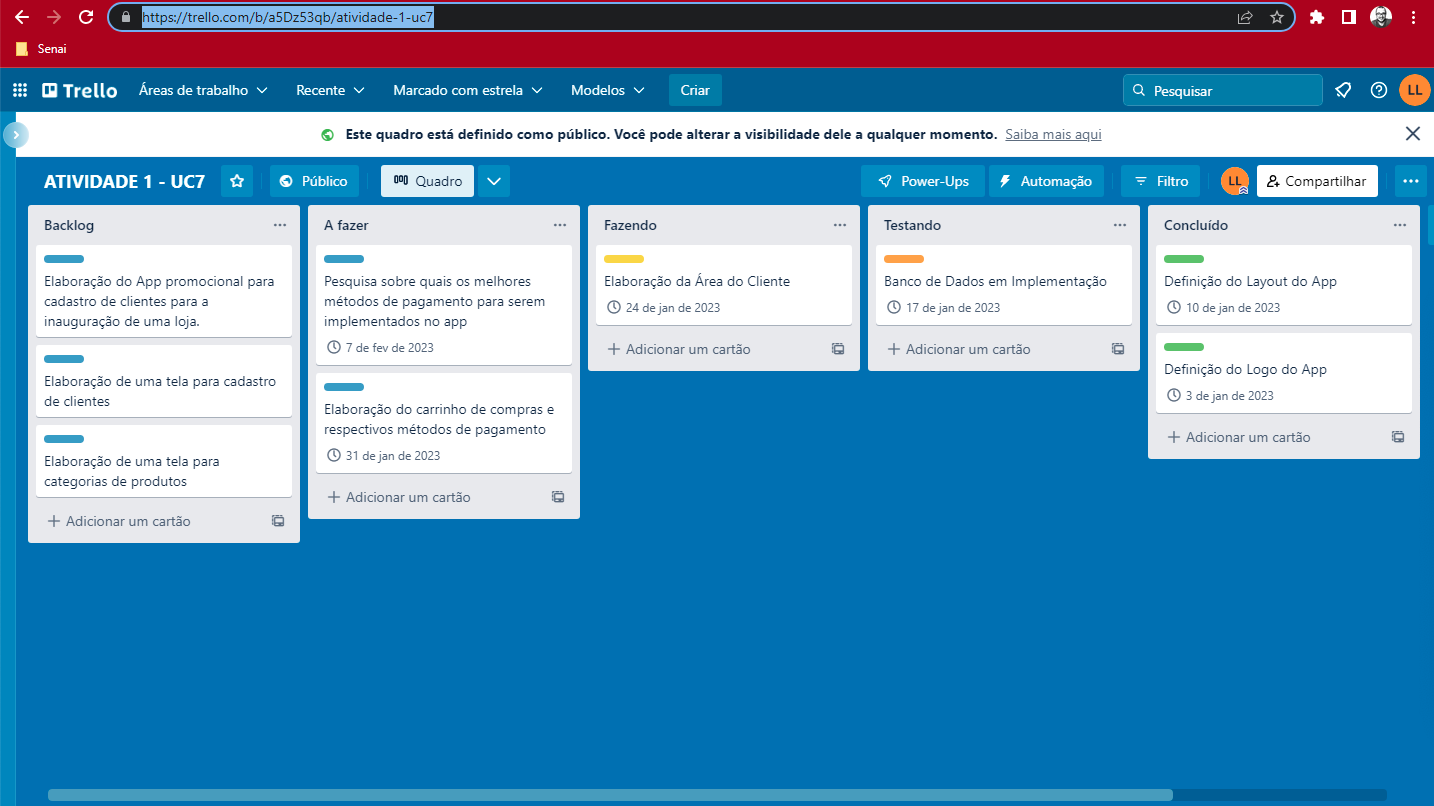 https://trello.com/b/a5Dz53qb/atividade-1-uc7
Senai
Trello Áreas de trabalho Recente Marcado com estrela Modelos Criar Pesquisar LL
Este quadro está definido como público. Você pode alterar a visibilidade dele a qualquer momento. Saiba mais aqui
ATIVIDADE 1 - UC7 Público Quadro Power-Ups Automação Filtro LL Compartilhar
Backlog
Elaboração do App promocional para
cadastro de clientes para a
inauguração de uma loja.
Elaboração de uma tela para cadastro
de clientes
Elaboração de uma tela para
categorias de produtos
Adicionar um cartão
A fazer
Pesquisa sobre quais os melhores
métodos de pagamento para serem
implementados no app
7 de fev de 2023
Elaboração do carrinho de compras e
respectivos métodos de pagamento
31 de jan de 2023
Adicionar um cartão
Fazendo
Elaboração da Área do Cliente
24 de jan de 2023
Adicionar um cartão
Testando
Banco de Dados em Implementação
17 de jan de 2023
Adicionar um cartão
Concluído
Definição do Layout do App
10 de jan de 2023
Definição do Logo do App
3 de jan de 2023
Adicionar um cartão